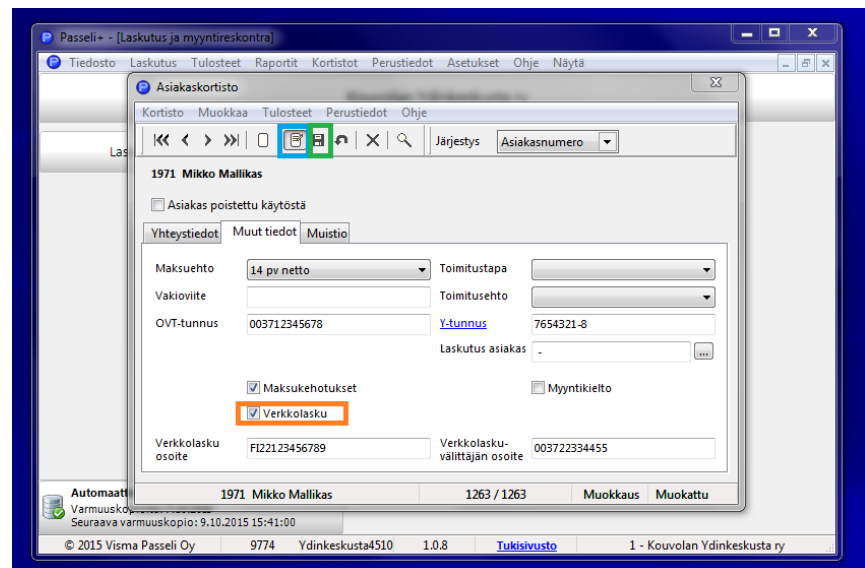 Passeli+ - [Laskutus ja myyntireskontra]
Tiedosto Laskutus Tulosteet Raportit Kortistot Perustiedot Asetukset Ohje Näytä
Asiakaskortisto
Kortisto Muokkaa Tulosteet Perustiedot Ohje
Järjestys Asiakasnumero
Las
1971 Mikko Mallikas
Asiakas poistettu käytöstä
Yhteystiedot Muut tiedot Muistio
Maksuehto 14 pv netto Toimitustapa
Vakioviite Toimitusehto
OVT-tunnus 003712345678 Y-tunnus 7654321-8
Laskutus asiakas - ...
Maksukehotukset Myyntikielto
Verkkolasku
Verkkolasku osoite FI22123456789 Verkkolasku-
välittäjän osoite 003722334455
1971 Mikko Mallikas 1263 / 1263 Muokkaus Muokattu
Automaatt
Seuraava varmuuskopio: 9.10.2015 15:41:00
© 2015 Visma Passeli Oy 9774 Ydinkeskusta4510 1.0.8 Tukisivusto 1 - Kouvolan Ydinkeskusta ry